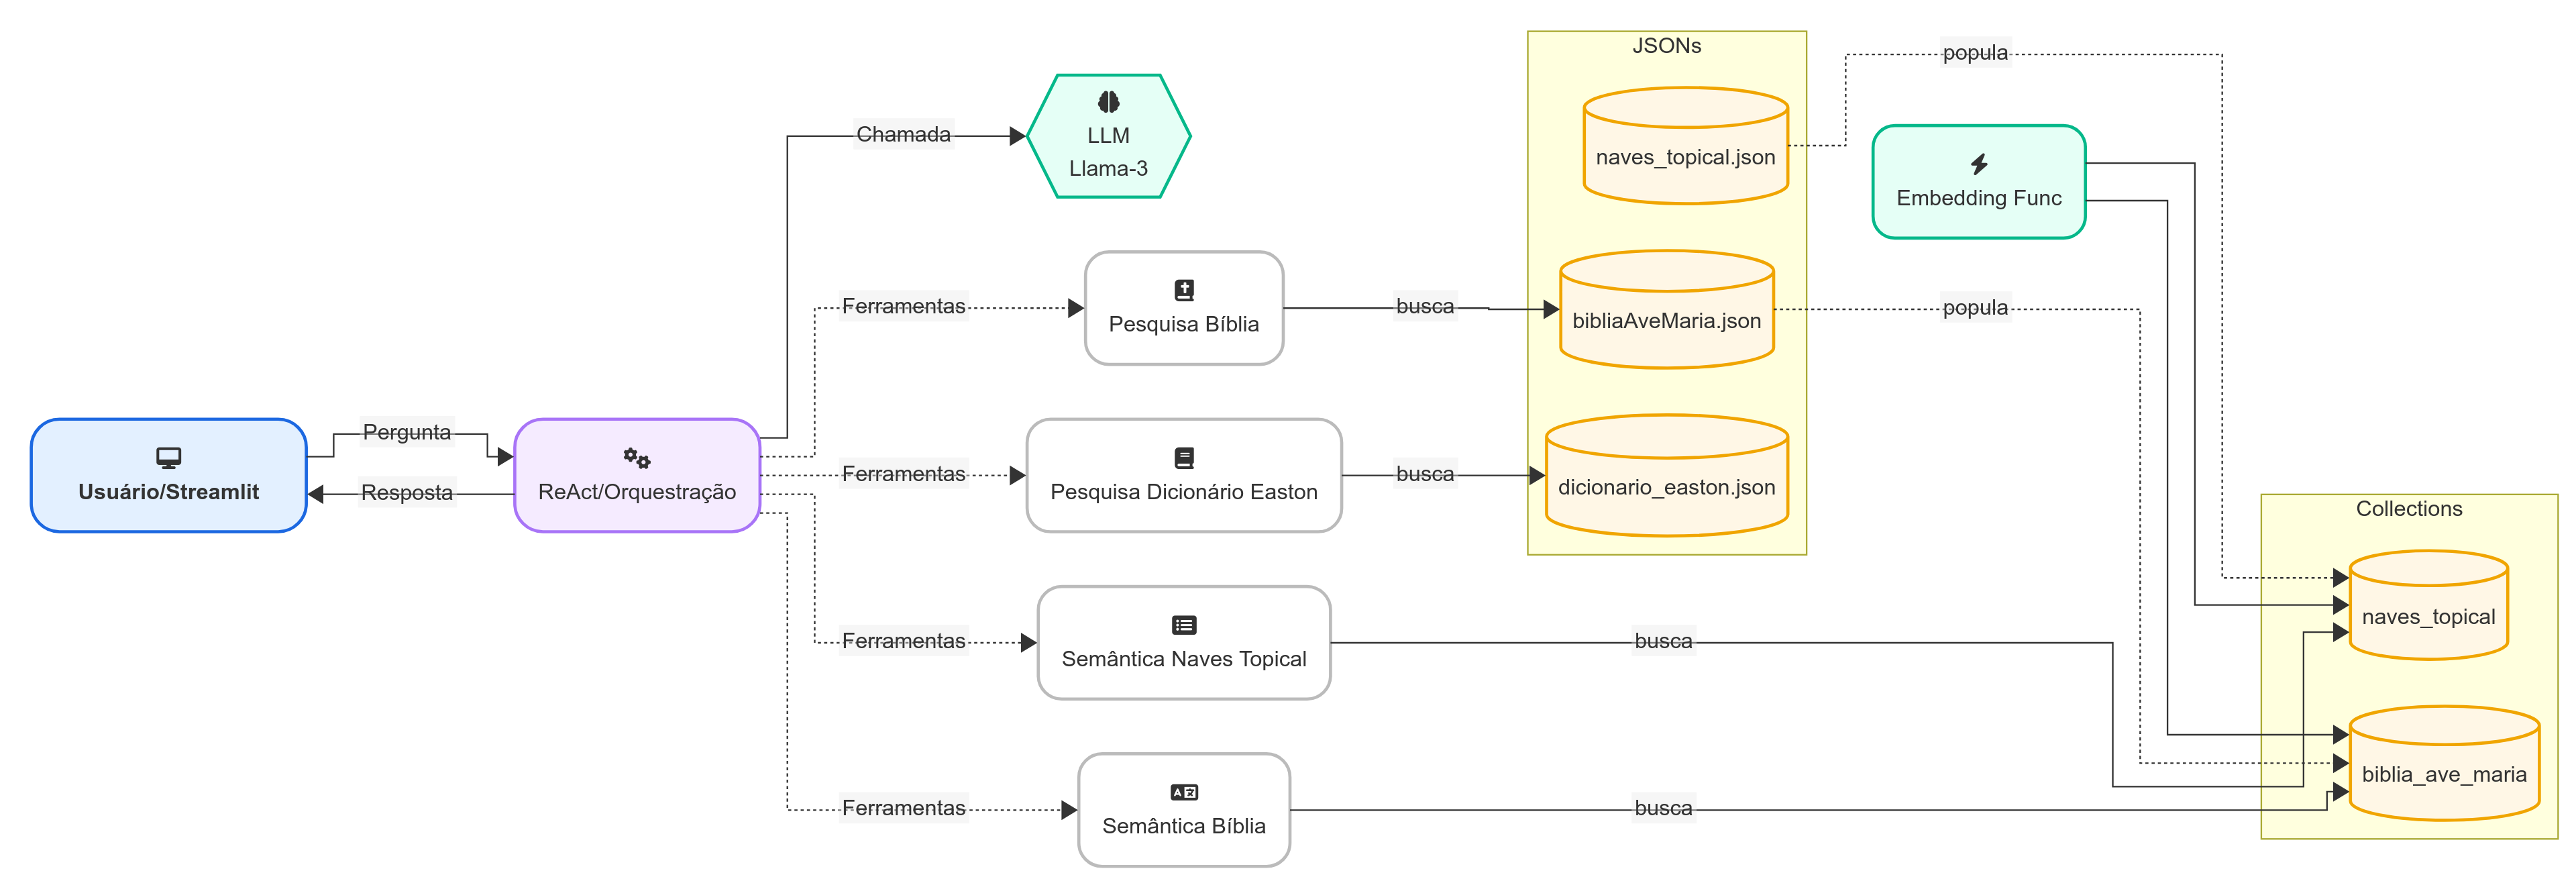 JSONs
popula
naves_topical.json
Chamada
LLM
Llama-3
Embedding Func
Ferramentas
Pesquisa Bíblia
busca
bibliaAveMaria.json
popula
Usuário/Streamlit
Pergunta
Resposta
ReAct/Orquestração
Ferramentas
Pesquisa Dicionário Easton
busca
dicionario_easton.json
Collections
naves_topical
Ferramentas
Semântica Naves Topical
busca
biblia_ave_maria
Ferramentas
Semântica Bíblia
busca